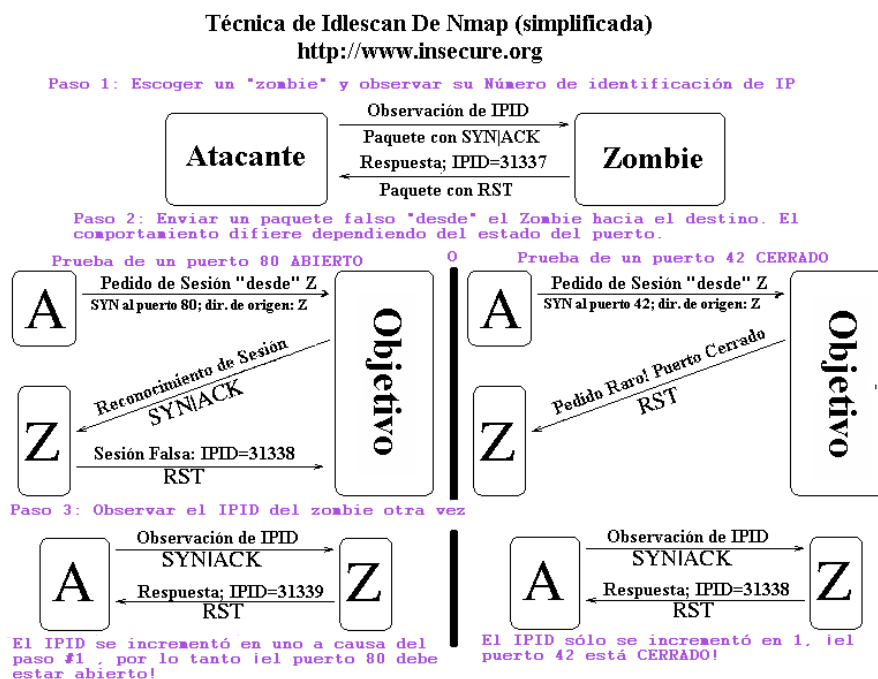 Técnica de Idlescan De Nmap (simplificada)
http://www.insecure.org
Paso 1: Escoger un "zombie" y observar su Número de identificación de IP
Atacante
Observación de IPID
Paquete con SYN|ACK
Respuesta; IPID=31337
Paquete con RST
Zombie
Paso 2: Enviar un paquete falso "desde" el Zombie hacia el destino. El
comportamiento difiere dependiendo del estado del puerto.
Prueba de un puerto 80 ABIERTO
O
Prueba de un puerto 42 CERRADO
A
Pedido de Sesión "desde" Z
SYN al puerto 80; dir. de origen: Z
Objetivo
Reconocimiento de Sesión
SYN|ACK
Z
Sesión Falsa: IPID=31338
RST
A
Pedido de Sesión "desde" Z
SYN al puerto 42; dir. de origen: Z
Objetivo
Pedido Raro! Puerto Cerrado
RST
Z
Paso 3: Observar el IPID del zombie otra vez
A
Observación de IPID
SYN|ACK
Respuesta; IPID=31339
RST
Z
A
Observación de IPID
SYN|ACK
Respuesta; IPID=31338
RST
Z
El IPID se incrementó en uno a causa del
paso #1 , por lo tanto ¡el puerto 80 debe
estar abierto!
El IPID sólo se incrementó en 1, ¡el
puerto 42 está CERRADO!